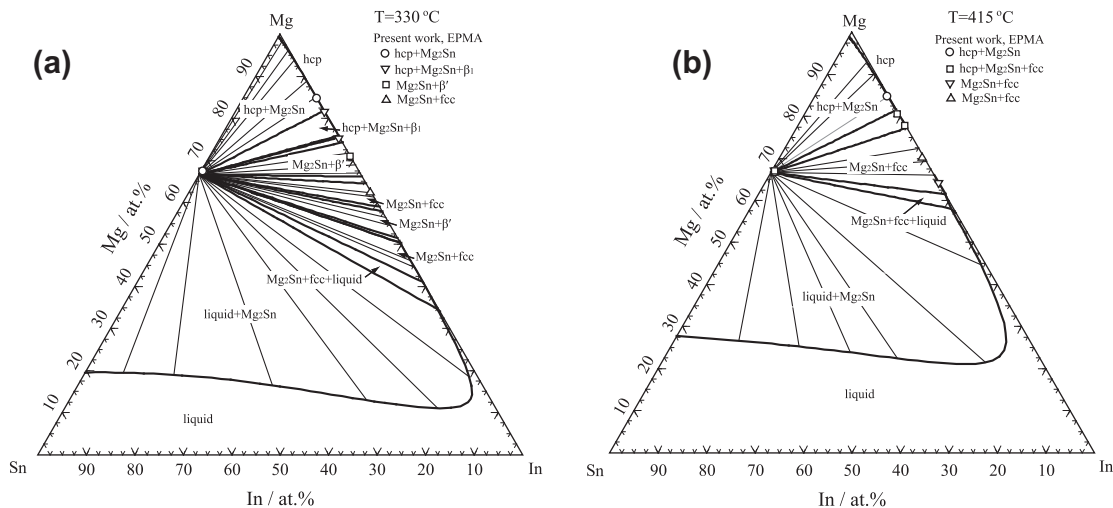 (a)
T=330 °C
Mg
Present work, EPMA
hcp+Mg2Sn
hcp+Mg2Sn+β1
Mg2Sn+β'
Mg2Sn+fcc
hcp
hcp+Mg2Sn
hcp+Mg2Sn+β1
Mg2Sn+β'
Mg2Sn+fcc
Mg2Sn+β'
Mg2Sn+fcc
Mg2Sn+fcc+liquid
liquid+Mg2Sn
liquid
Mg / at.%
90
80
70
60
50
40
30
20
10
Sn
90
80
70
60
50
40
30
20
10
In
In / at.%
(b)
T=415 °C
Mg
Present work, EPMA
hcp+Mg2Sn
hcp+Mg2Sn+fcc
Mg2Sn+fcc
Mg2Sn+fcc
hcp
hcp+Mg2Sn
Mg2Sn+fcc
Mg2Sn+fcc+liquid
liquid+Mg2Sn
liquid
Mg / at.%
90
80
70
60
50
40
30
20
10
Sn
90
80
70
60
50
40
30
20
10
In
In / at.%